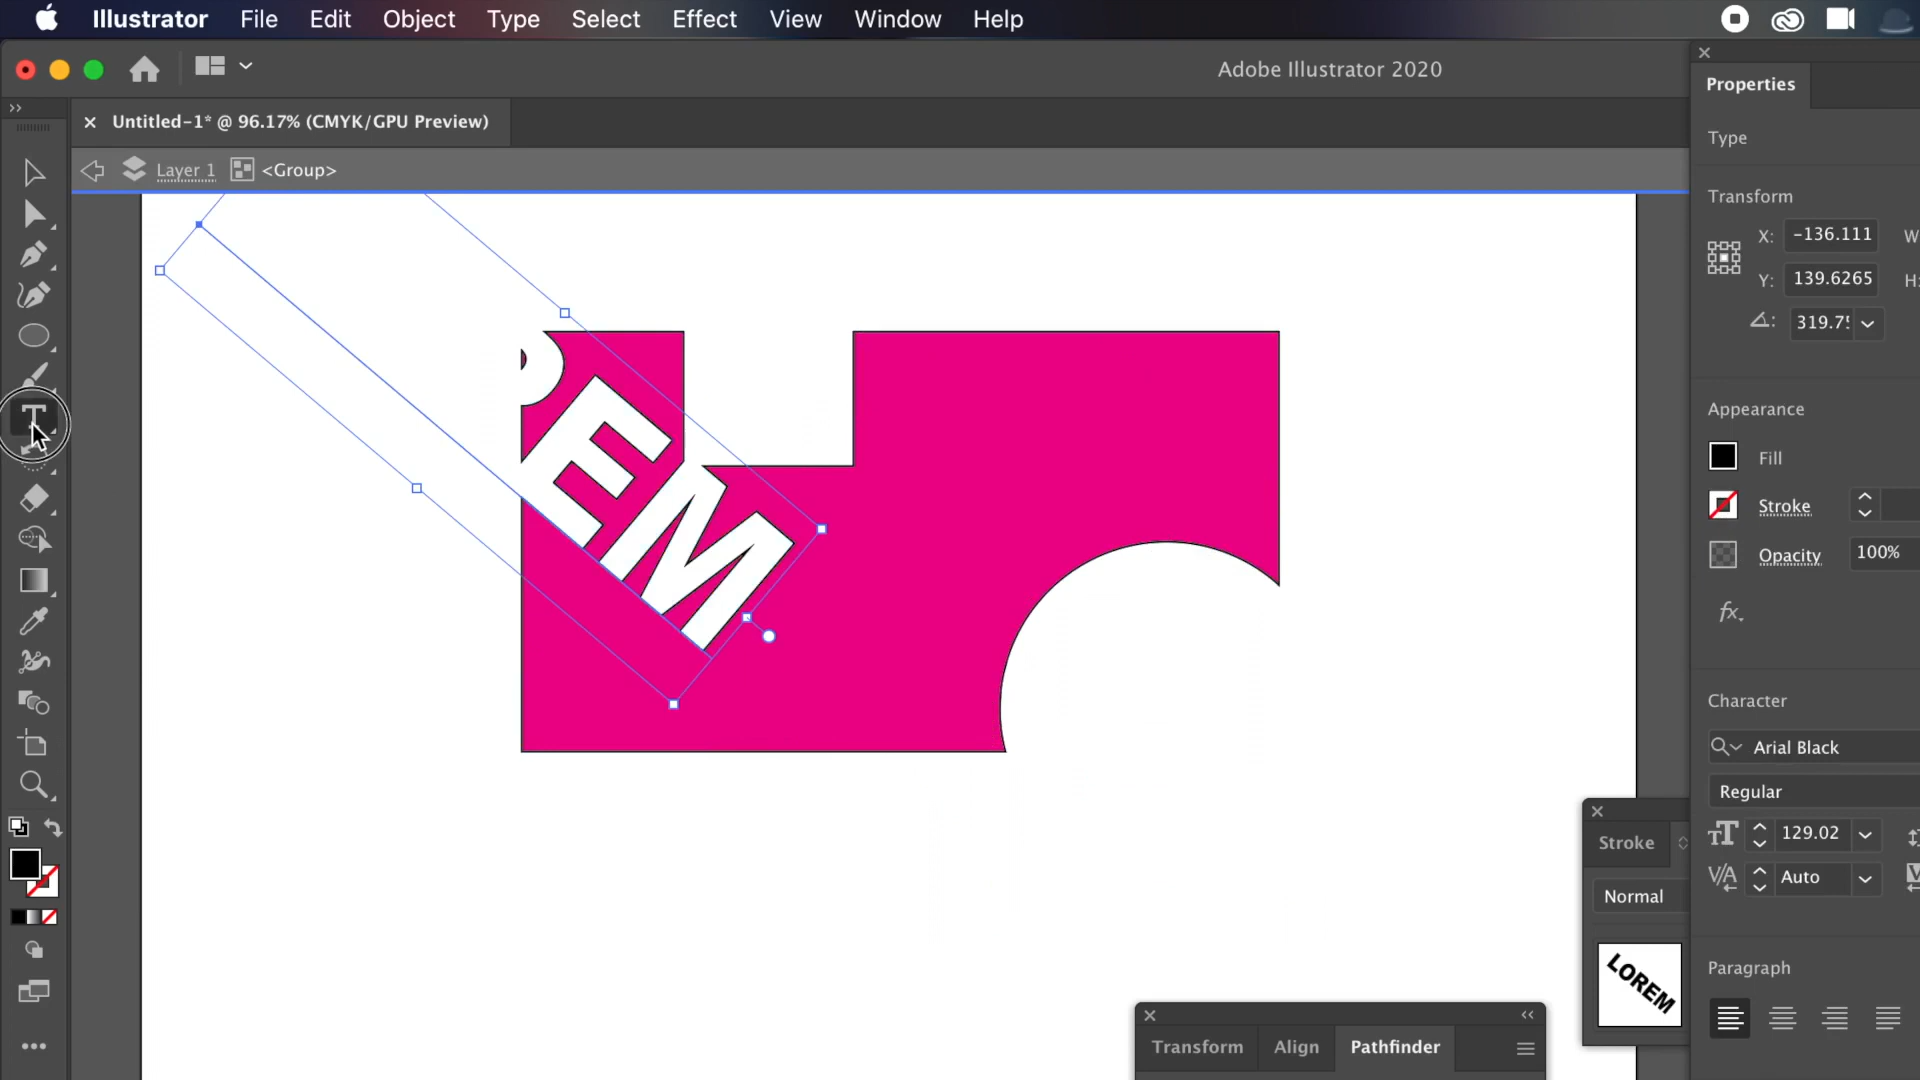 Illustrator File Edit Object Type Select Effect View Window Help
Adobe Illustrator 2020
Untitled-1* @ 96.17% (CMYK/GPU Preview)
Layer 1 <Group>
Properties
Type
Transform
X: -136.111 W
Y: 139.6265 H:
319.75
Appearance
Fill
Stroke
Opacity 100%
fx
Character
Arial Black
Regular
129.02
Auto
Paragraph
REM
Stroke
Normal
LOREM
Transform Align Pathfinder